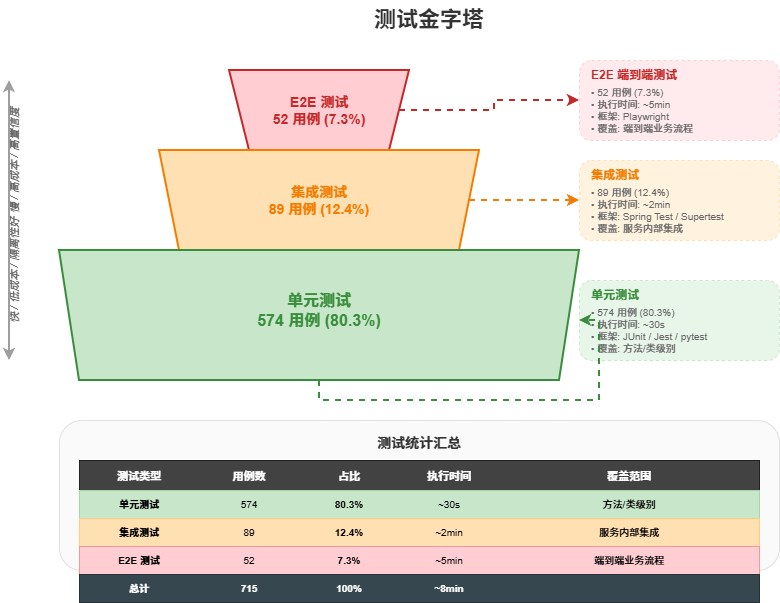 测试金字塔
E2E 测试
52 用例 (7.3%)
E2E 端到端测试
• 52 用例 (7.3%)
• 执行时间: ~5min
• 框架: Playwright
• 覆盖: 端到端业务流程
快 / 低成本 / 隔离性好 慢 / 高成本 / 高置信度
集成测试
89 用例 (12.4%)
集成测试
• 89 用例 (12.4%)
• 执行时间: ~2min
• 框架: Spring Test / Supertest
• 覆盖: 服务内部集成
单元测试
574 用例 (80.3%)
单元测试
• 574 用例 (80.3%)
• 执行时间: ~30s
• 框架: JUnit / Jest / pytest
• 覆盖: 方法/类级别
测试统计汇总
测试类型 用例数 占比 执行时间 覆盖范围
单元测试 574 80.3% ~30s 方法/类级别
集成测试 89 12.4% ~2min 服务内部集成
E2E 测试 52 7.3% ~5min 端到端业务流程
总计 715 100% ~8min